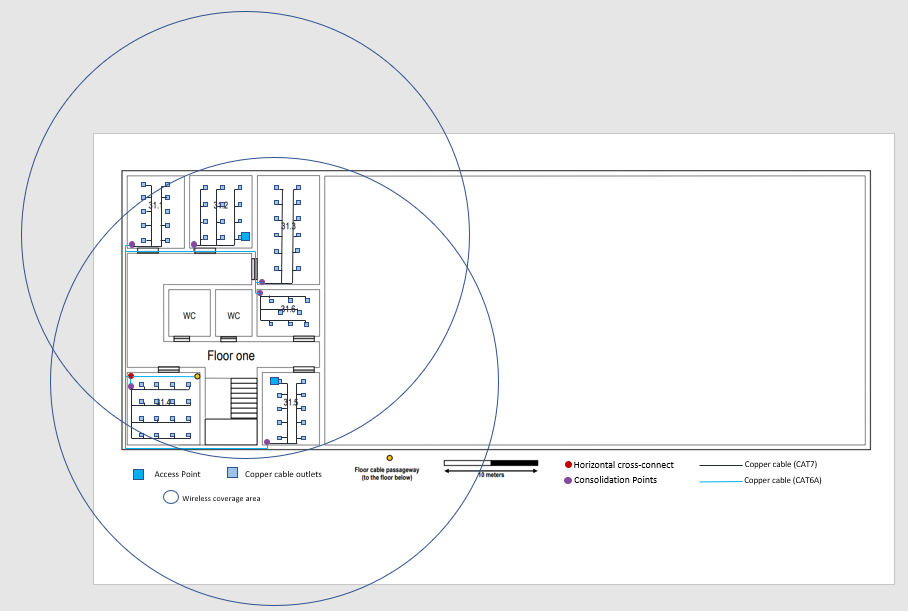 31.1
31.2
31.3
WC
WC
31.6
Floor one
31.4
31.5
Access Point
Copper cable outlets
Floor cable passageway
(to the floor below)
10 meters
Horizontal cross-connect
Consolidation Points
Copper cable (CAT7)
Copper cable (CAT6A)
Wireless coverage area